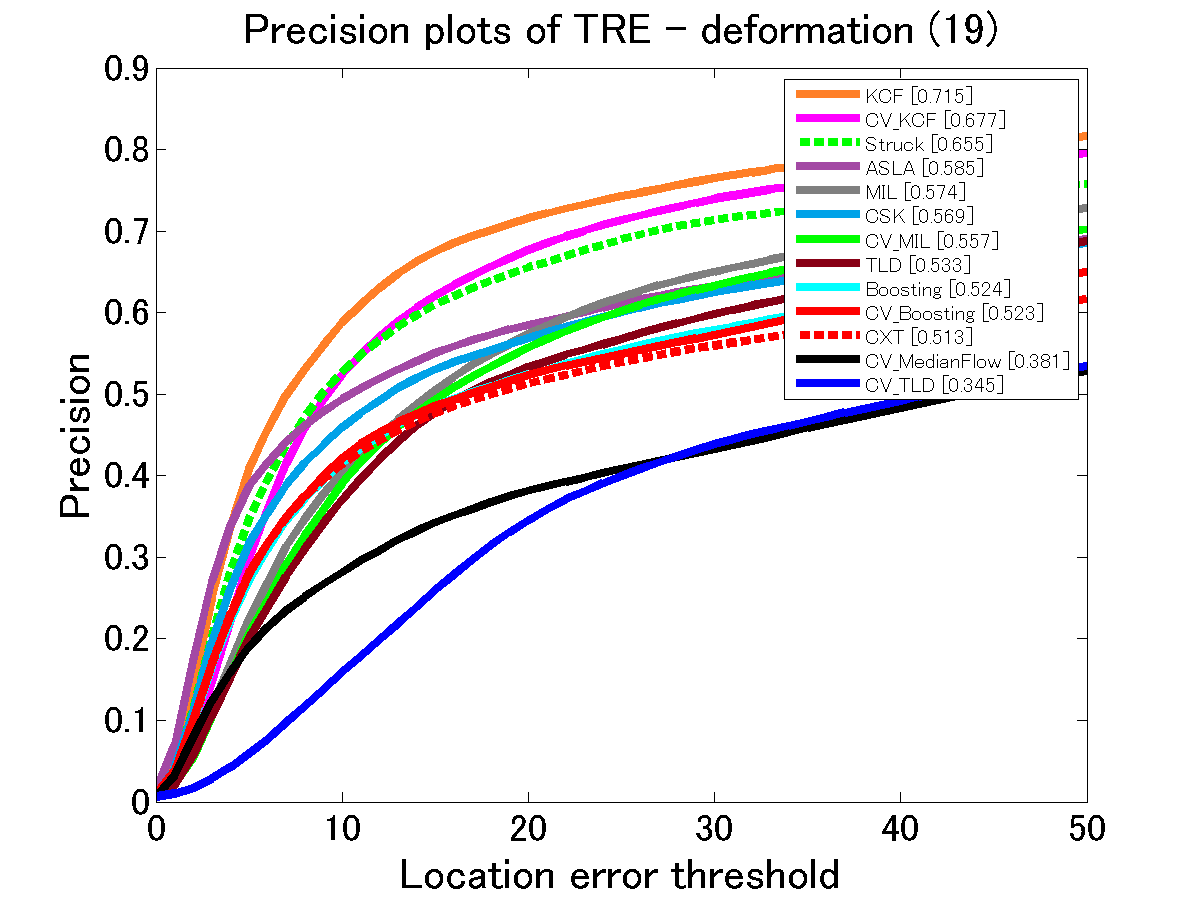 Precision plots of TRE - deformation (19)
0.9
0.8
0.7
0.6
0.5
0.4
0.3
0.2
0.1
0
Precision
KCF [0.715]
CV_KCF [0.677]
Struck [0.655]
ASLA [0.585]
MIL [0.574]
CSK [0.569]
CV_MIL [0.557]
TLD [0.533]
Boosting [0.524]
CV_Boosting [0.523]
CXT [0.513]
CV_MedianFlow [0.381]
CV_TLD [0.345]
0 10 20 30 40 50
Location error threshold